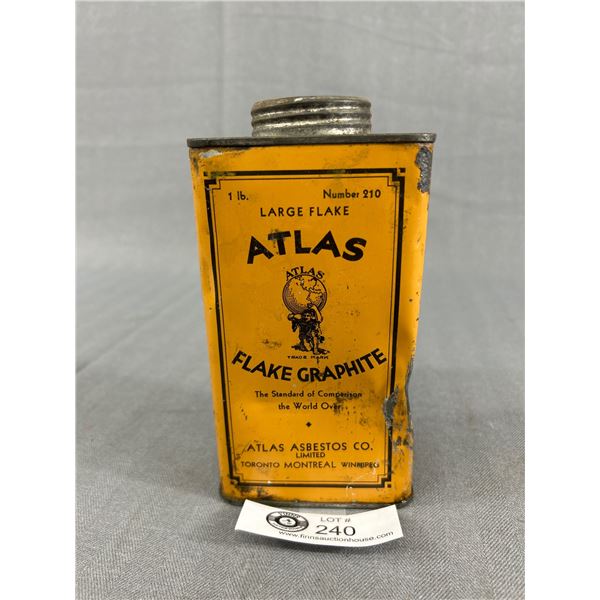 1 lb. Number 210
LARGE FLAKE
ATLAS
ATLAS
TRADE MARK
FLAKE GRAPHITE
The Standard of Comparison
the World Over.
ATLAS ASBESTOS CO.
LIMITED
TORONTO MONTREAL WINNIPEG
LOT #
240
www.finnsauctionhouse.com